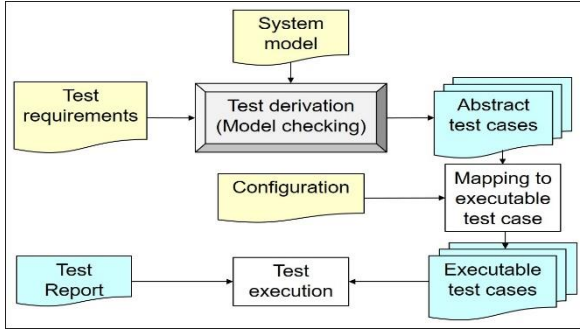 System
model
Test
requirements
Test derivation
(Model checking)
Abstract
test cases
Configuration
Mapping to
executable
test case
Test
Report
Test
execution
Executable
test cases